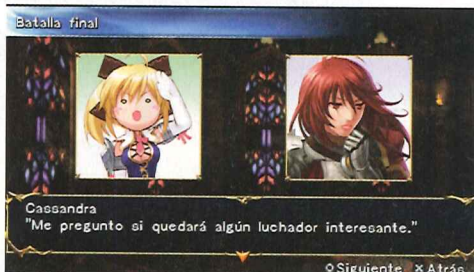 Batalla final
Cassandra
"Me pregunto si quedará algún luchador interesante."
O Siguiente X Atrás